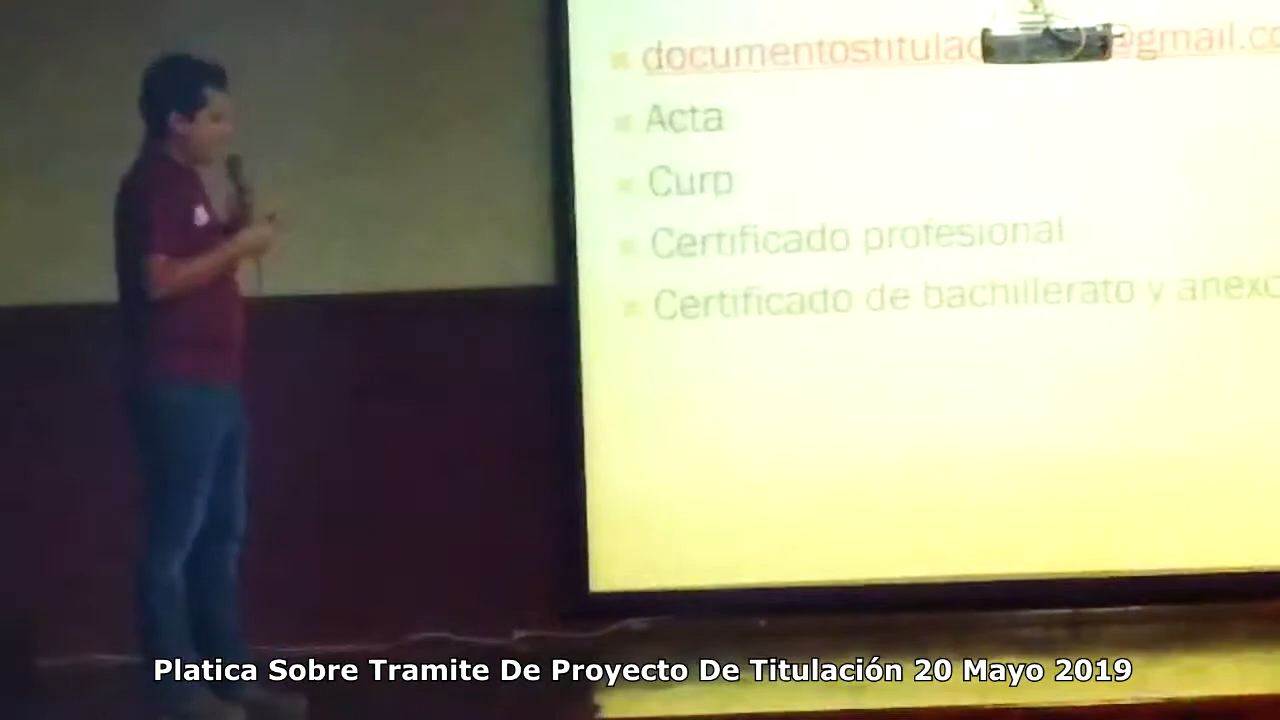 documentostitulac @gmail.co
Acta
Curp
Certificado profesional
Certificado de bachillerato y anexo
Platica Sobre Tramite De Proyecto De Titulación 20 Mayo 2019